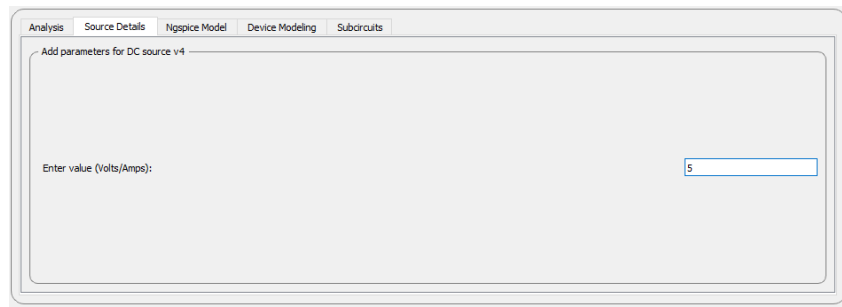 Analysis Source Details Ngspice Model Device Modeling Subcircuits
Add parameters for DC source v4
Enter value (Volts/Amps): 5